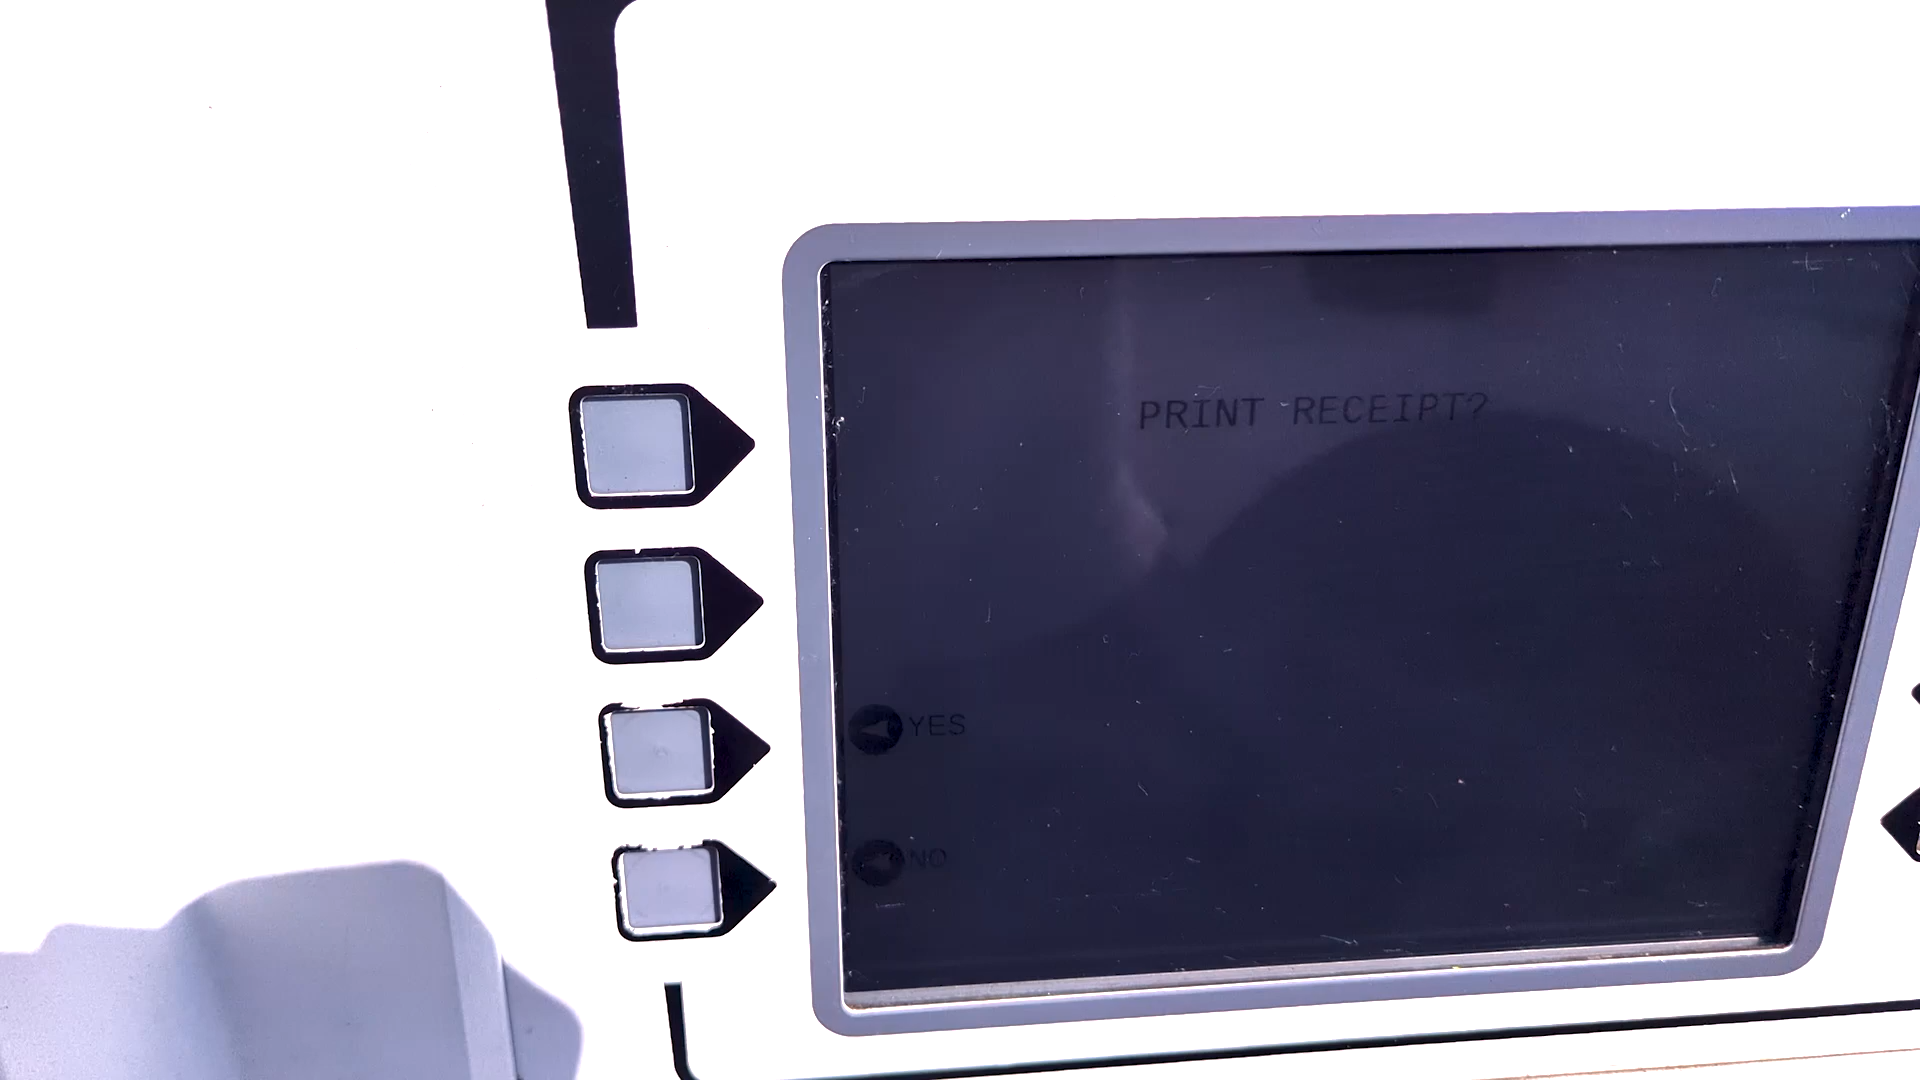 PRINT RECEIPT?
YES
NO